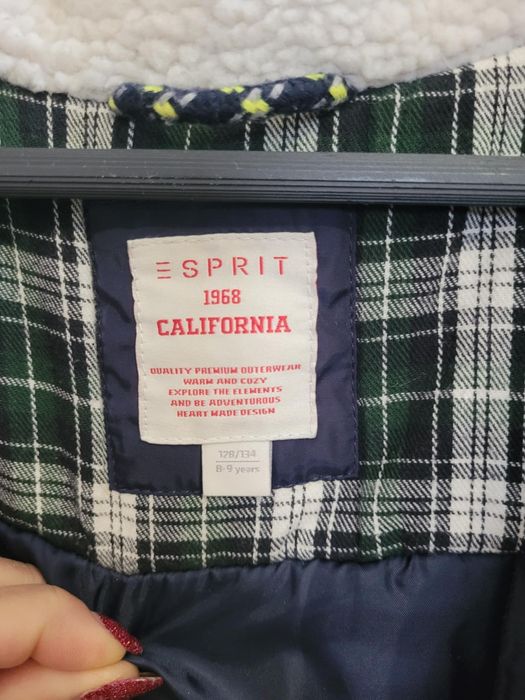 ESPRIT
1968
CALIFORNIA
QUALITY PREMIUM OUTERWEAR
WARM AND COZY
EXPLORE THE ELEMENTS
AND BE ADVENTUROUS
HEART MADE DESIGN
128/134
8-9 years